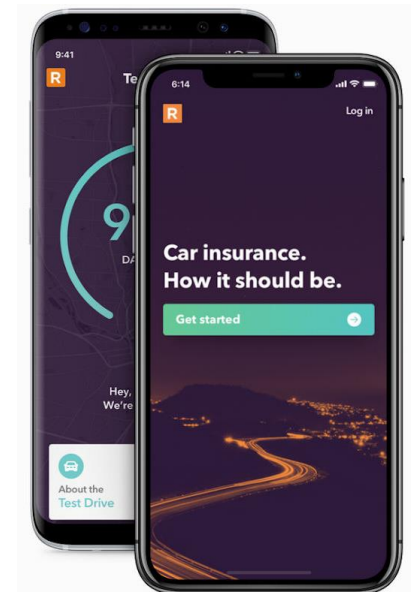 9:41
R
Te
9
DA
Hey,
We're
About the
Test Drive
6:14
R
Log in
Car insurance.
How it should be.
Get started